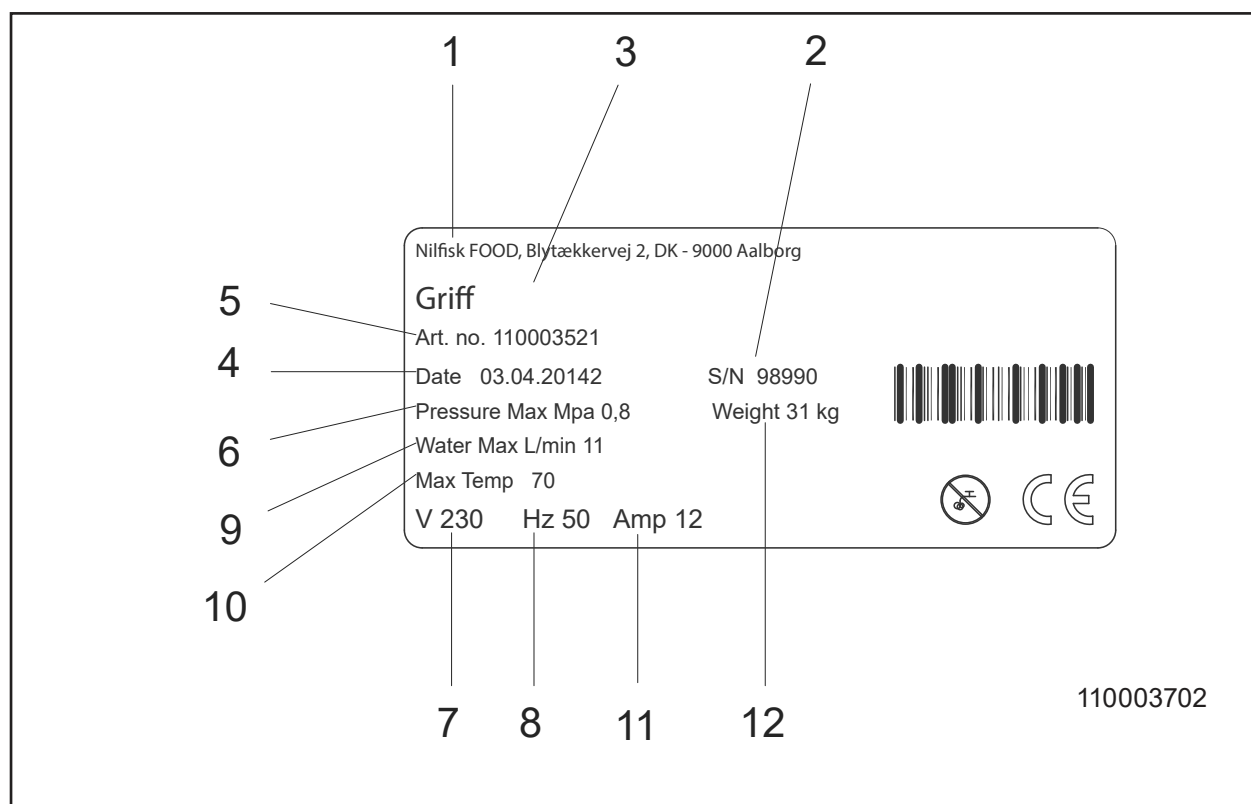 1 3 2
Nilfisk FOOD, Blytækkervej 2, DK - 9000 Aalborg
5 Griff
Art. no. 110003521
4 Date 03.04.20142 S/N 98990
6 Pressure Max Mpa 0,8 Weight 31 kg
9 Water Max L/min 11
10 Max Temp 70
V 230 Hz 50 Amp 12
CE
7 8 11 12
110003702